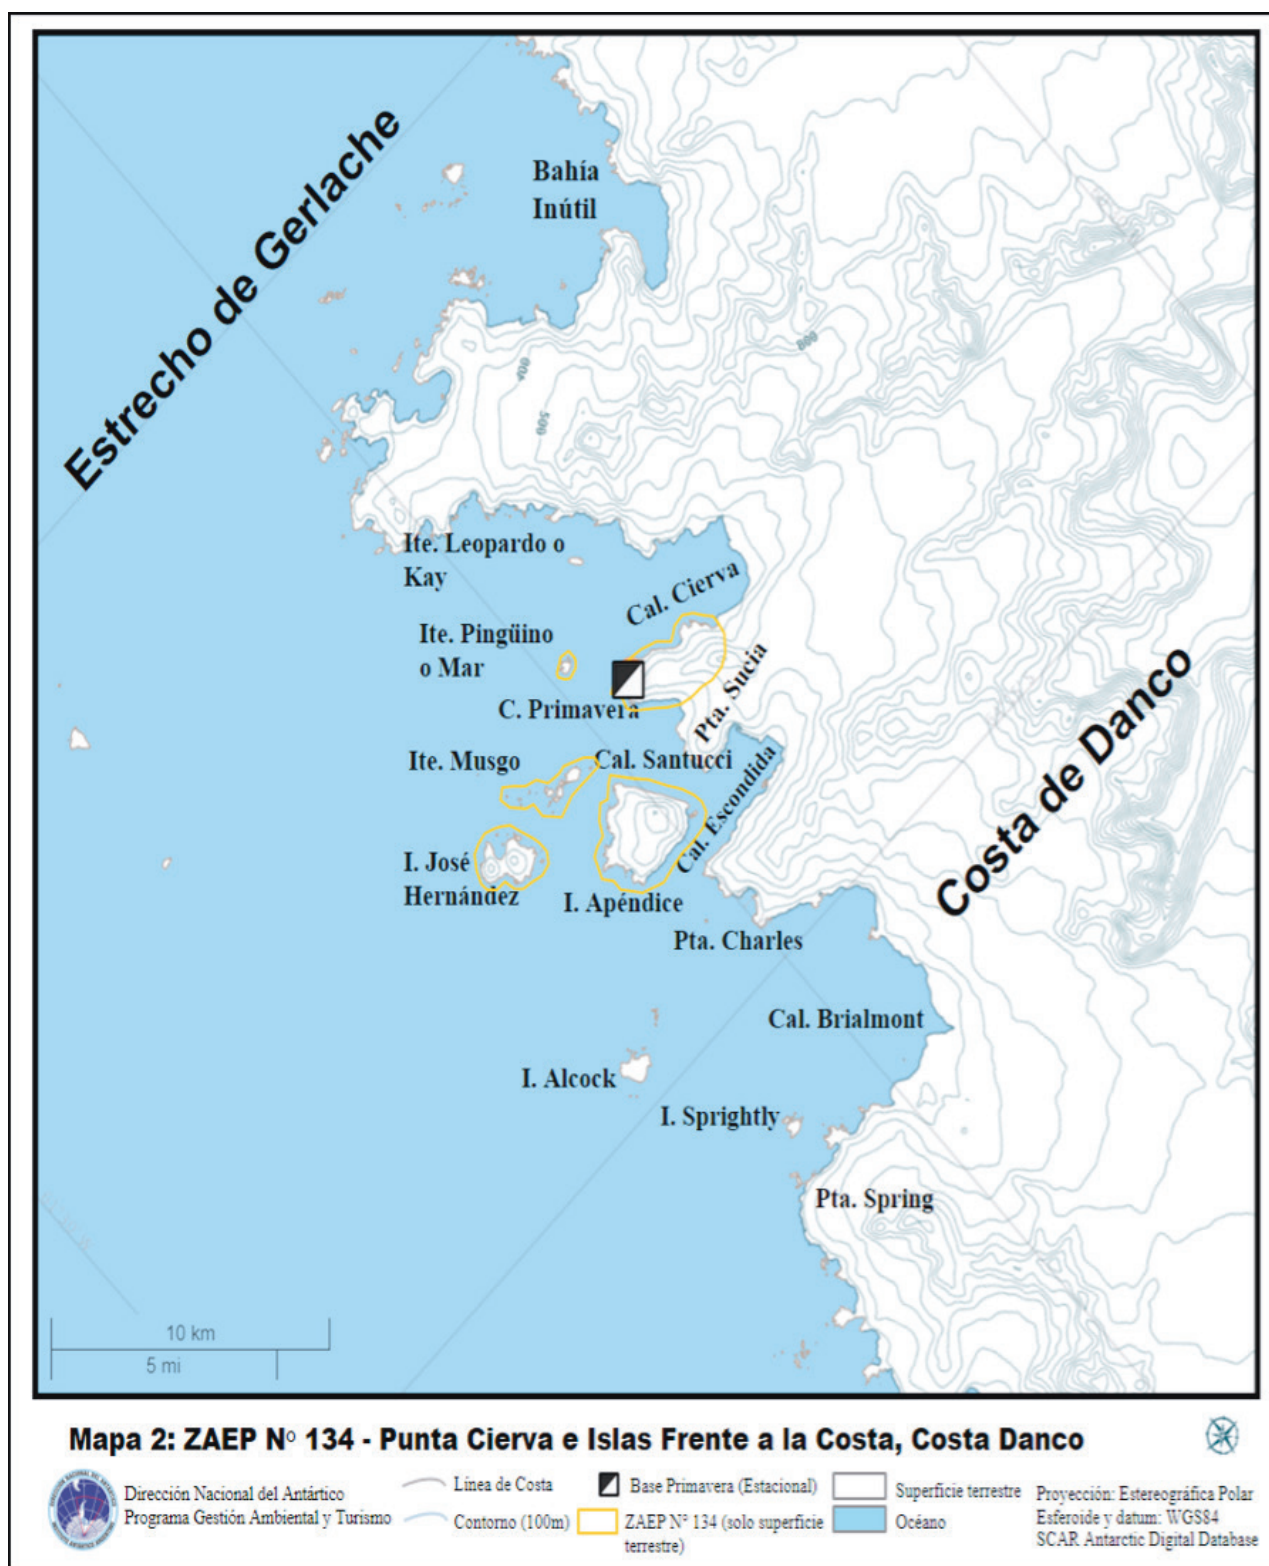 Estrecho de Gerlache
Bahía
Inútil
800
400
500
Ite. Leopardo o
Kay
Cal. Cierva
Ite. Pingüino
o Mar
C. Primavera
Pta. Sucia
Ite. Musgo
Cal. Santucci
Cal. Escondida
I. José
Hernández
I. Apéndice
Costa de Danco
Pta. Charles
Cal. Brialmont
I. Alcock
I. Sprightly
Pta. Spring
10 km
5 mi
Mapa 2: ZAEP Nº 134 - Punta Cierva e Islas Frente a la Costa, Costa Danco
Dirección Nacional del Antártico
Programa Gestión Ambiental y Turismo
Línea de Costa
Contorno (100m)
Base Primavera (Estacional)
ZAEP Nº 134 (solo superficie
terrestre)
Superficie terrestre
Océano
Proyección: Estereográfica Polar
Esferoide y datum: WGS84
SCAR Antarctic Digital Database